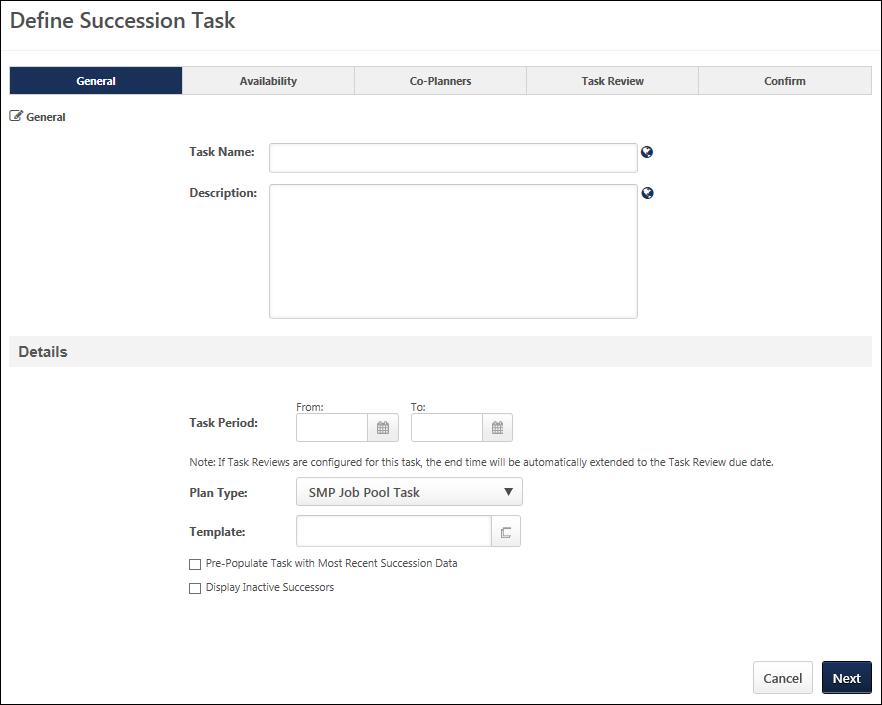 Define Succession Task
General Availability Co-Planners Task Review Confirm
General
Task Name:
Description:
Details
From: To:
Task Period:
Note: If Task Reviews are configured for this task, the end time will be automatically extended to the Task Review due date.
Plan Type: SMP Job Pool Task
Template:
Pre-Populate Task with Most Recent Succession Data
Display Inactive Successors
Cancel Next